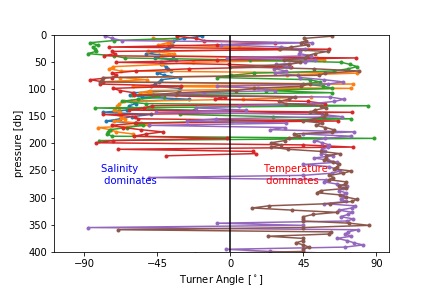 0
50
100
150
200
250
300
350
400
pressure [db]
Salinity
dominates
Temperature
dominates
−90
−45
0
45
90
Turner Angle [°]